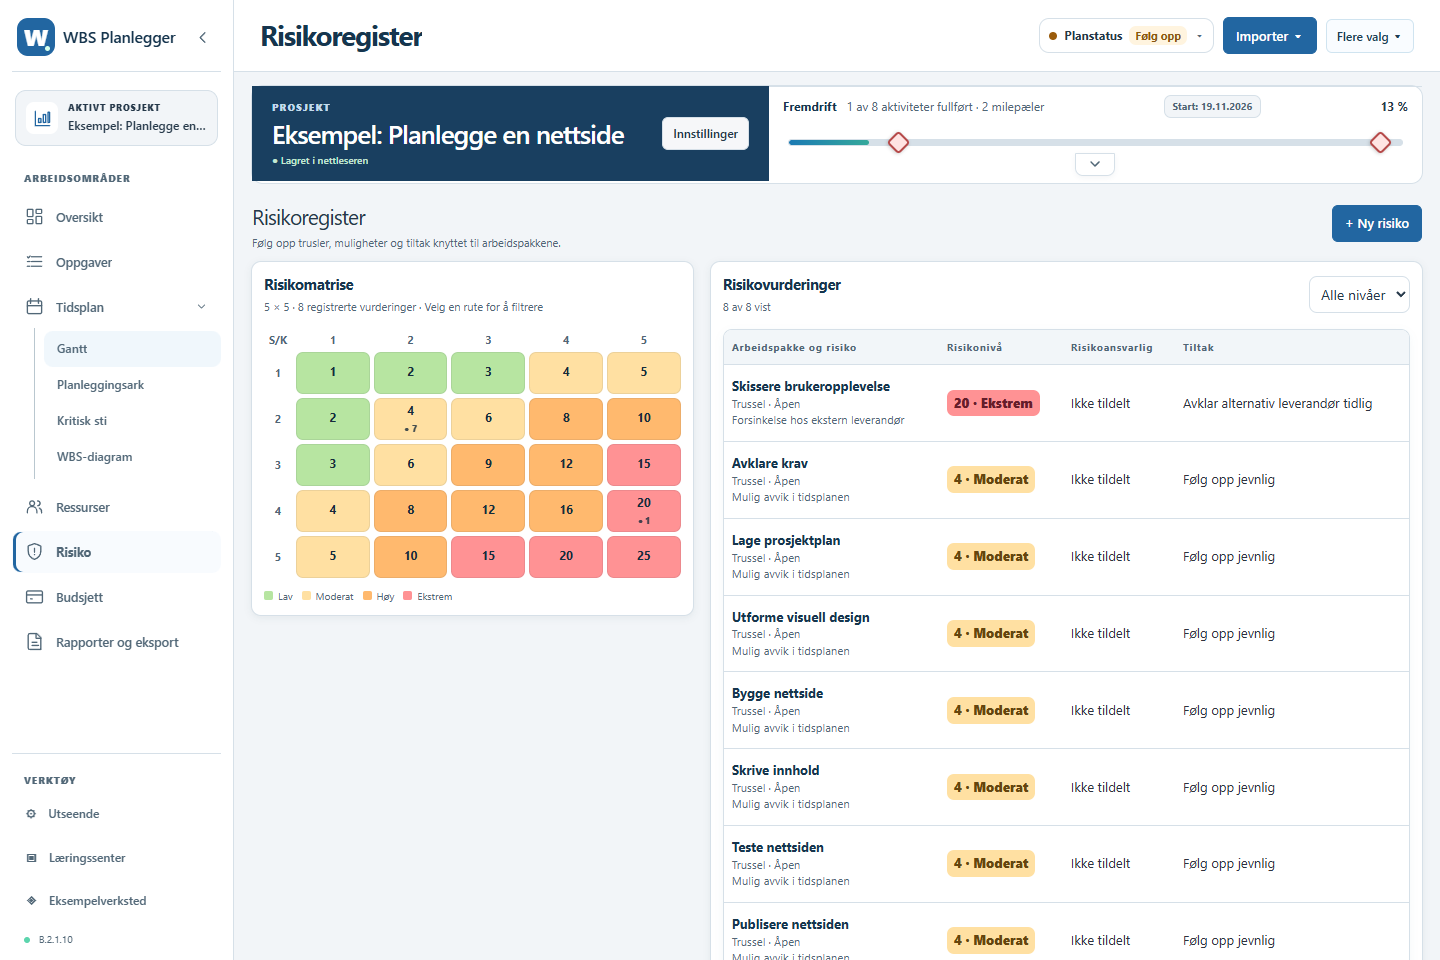 w.
WBS Planlegger
AKTIVT PROSJEKT
Eksempel: Planlegge en...
ARBEIDSOMRÅDER
Oversikt
Oppgaver
Tidsplan
Gantt
Planleggingsark
Kritisk sti
WBS-diagram
Ressurser
Risiko
Budsjett
Rapporter og eksport
VERKTØY
Utseende
Læringssenter
Eksempelverksted
B.2.1.10
Risikoregister
Planstatus Følg opp
Importer
Flere valg
PROSJEKT
Eksempel: Planlegge en nettside
• Lagret i nettleseren
Innstillinger
Fremdrift 1 av 8 aktiviteter fullført · 2 milepæler
Start: 19.11.2026
13 %
Risikoregister
Følg opp trusler, muligheter og tiltak knyttet til arbeidspakkene.
+ Ny risiko
Risikomatrise
5 × 5 · 8 registrerte vurderinger · Velg en rute for å filtrere
S/K 1 2 3 4 5
1 1 2 3 4 5
2 2 4 6 8 10
• 7
3 3 6 9 12 15
4 4 8 12 16 20
• 1
5 5 10 15 20 25
Lav Moderat Høy Ekstrem
Risikovurderinger
8 av 8 vist
Alle nivåer
Arbeidspakke og risiko Risikonivå Risikoansvarlig Tiltak
Skissere brukeropplevelse
Trussel · Åpen
Forsinkelse hos ekstern leverandør
20 · Ekstrem Ikke tildelt Avklar alternativ leverandør tidlig
Avklare krav
Trussel · Åpen
Mulig avvik i tidsplanen
4 · Moderat Ikke tildelt Følg opp jevnlig
Lage prosjektplan
Trussel · Åpen
Mulig avvik i tidsplanen
4 · Moderat Ikke tildelt Følg opp jevnlig
Utforme visuell design
Trussel · Åpen
Mulig avvik i tidsplanen
4 · Moderat Ikke tildelt Følg opp jevnlig
Bygge nettside
Trussel · Åpen
Mulig avvik i tidsplanen
4 · Moderat Ikke tildelt Følg opp jevnlig
Skrive innhold
Trussel · Åpen
Mulig avvik i tidsplanen
4 · Moderat Ikke tildelt Følg opp jevnlig
Teste nettsiden
Trussel · Åpen
Mulig avvik i tidsplanen
4 · Moderat Ikke tildelt Følg opp jevnlig
Publisere nettsiden
Trussel · Åpen
Mulig avvik i tidsplanen
4 · Moderat Ikke tildelt Følg opp jevnlig